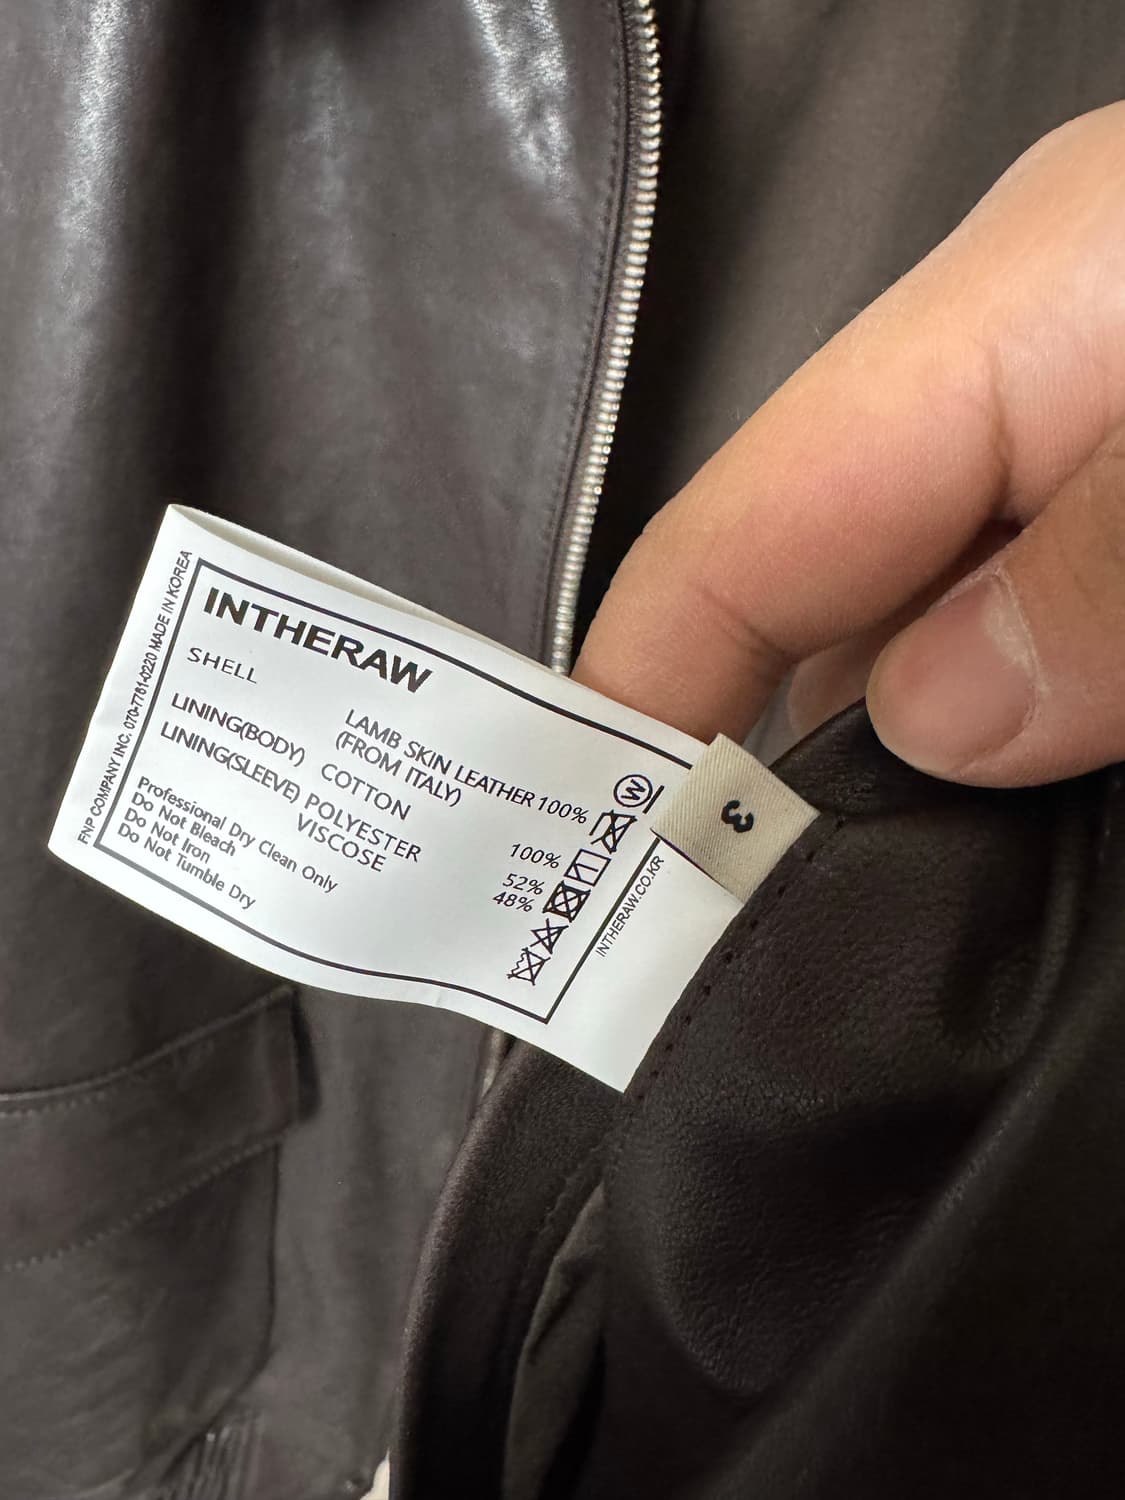 INTHERAW
SHELL LAMB SKIN LEATHER 100%
(FROM ITALY)
LINING(BODY) COTTON 100%
LINING(SLEEVE) POLYESTER 52%
VISCOSE 48%
Professional Dry Clean Only
Do Not Bleach
Do Not Iron
Do Not Tumble Dry
FNP COMPANY INC. 070-7761-0220 MADE IN KOREA
W
INTHERAW.CO.KR
3